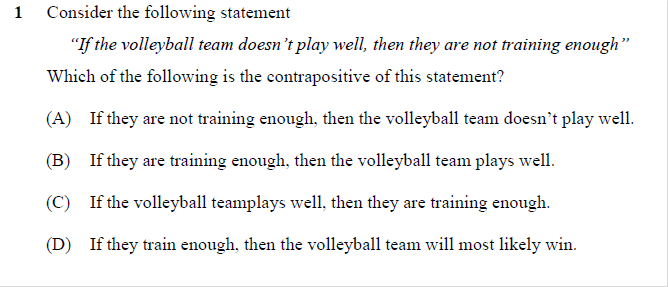 1 Consider the following statement
“If the volleyball team doesn’t play well, then they are not training enough”
Which of the following is the contrapositive of this statement?
(A) If they are not training enough, then the volleyball team doesn’t play well.
(B) If they are training enough, then the volleyball team plays well.
(C) If the volleyball teamplays well, then they are training enough.
(D) If they train enough, then the volleyball team will most likely win.